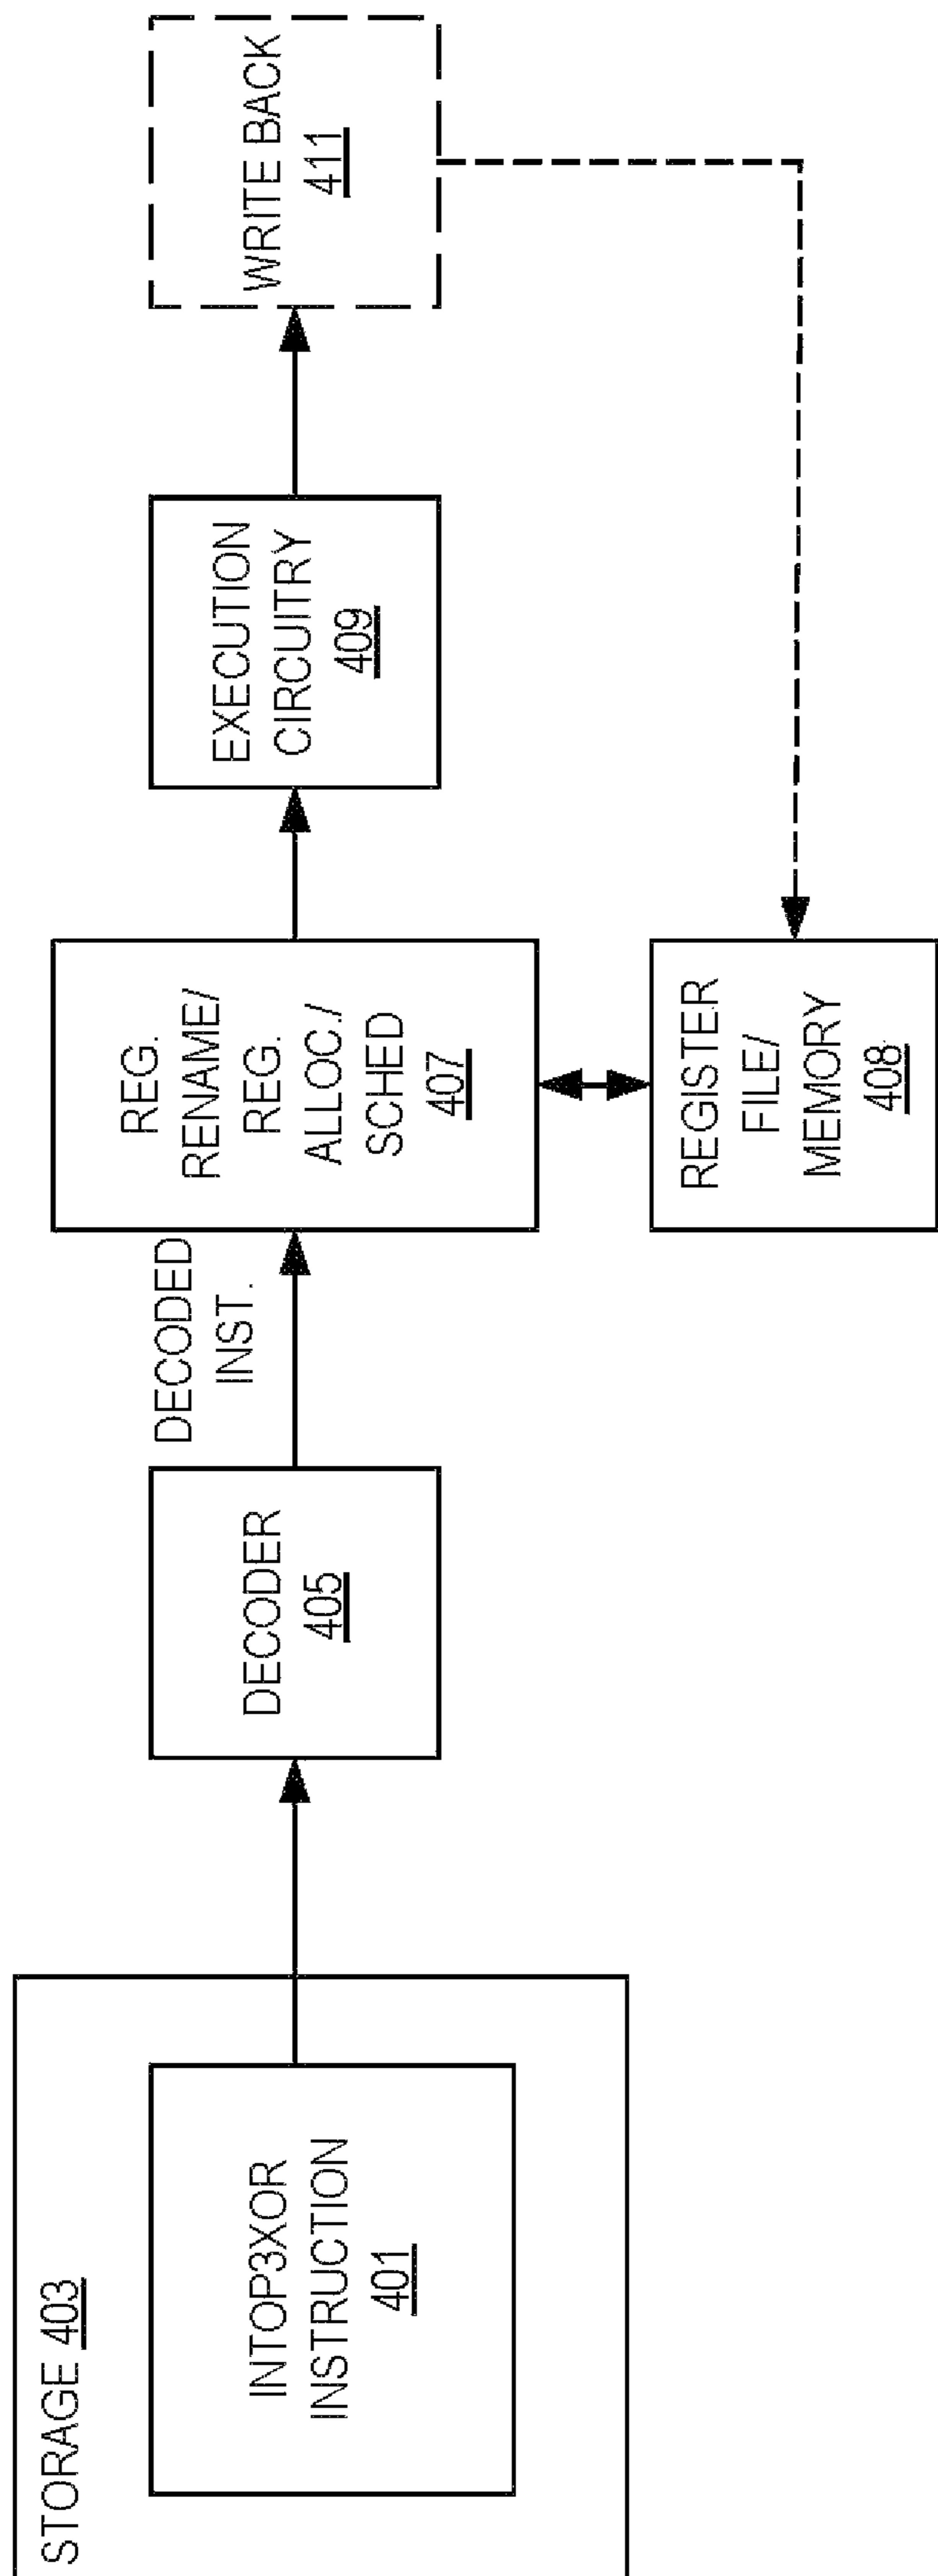 STORAGE 403
INTOP3XOR
INSTRUCTION
401
DECODER
405
DECODED
INST.
REG.
RENAME/
REG.
ALLOC./
SCHED
407
REGISTER
FILE/
MEMORY
408
EXECUTION
CIRCUITRY
409
WRITE BACK
411